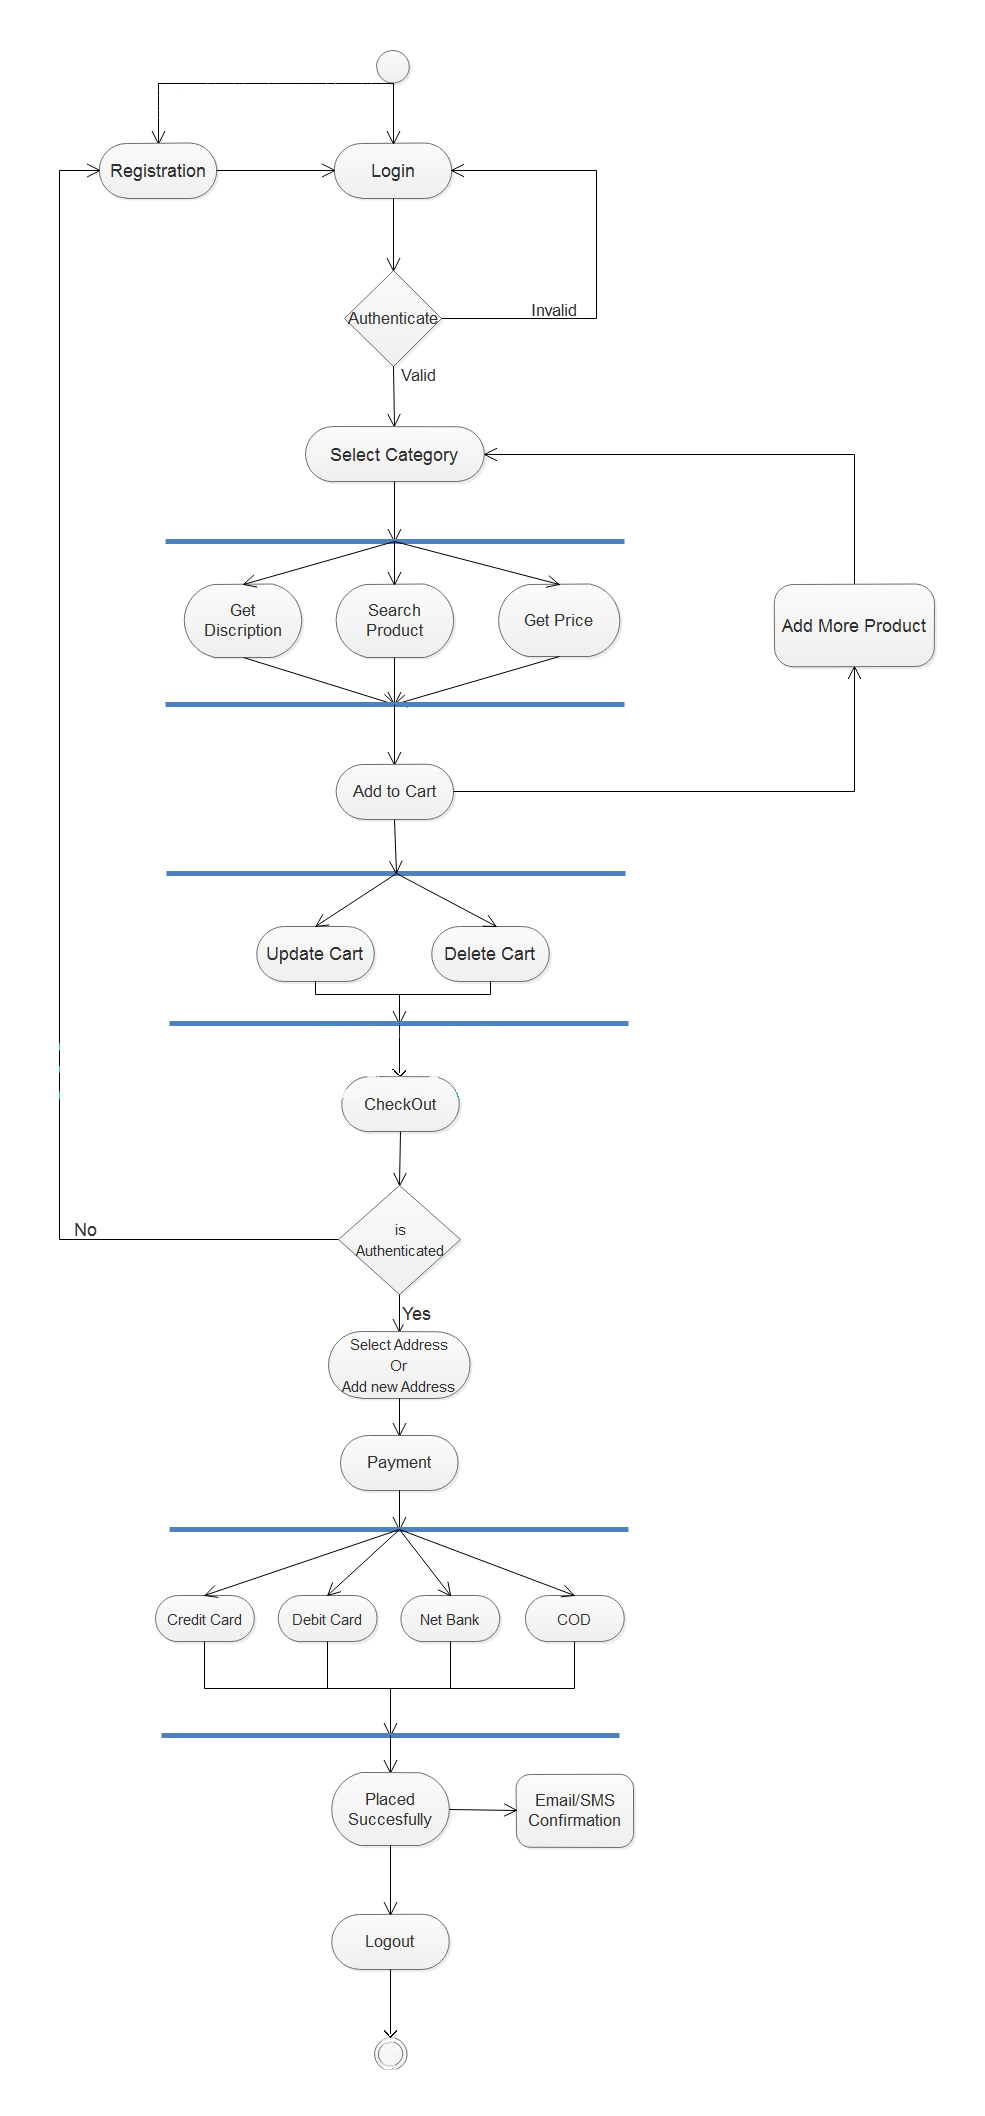 Registration
Login
Authenticate
Invalid
Valid
Select Category
Get
Discription
Search
Product
Get Price
Add More Product
Add to Cart
Update Cart
Delete Cart
CheckOut
is
Authenticated
No
Yes
Select Address
Or
Add new Address
Payment
Credit Card
Debit Card
Net Bank
COD
Placed
Succesfully
Email/SMS
Confirmation
Logout